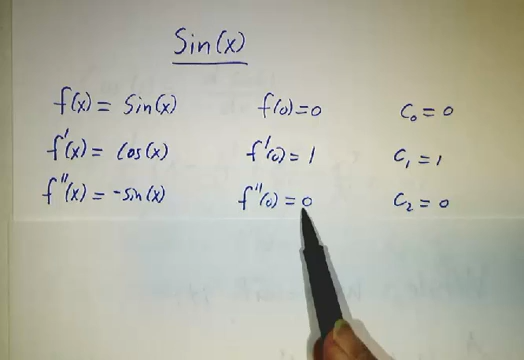 Sin(x)
f(x) = Sin(x) f(0)=0 C₀ = 0
f'(x) = Cos(x) f'(0) = 1 C₁ = 1
f''(x) = -Sin(x) f''(0) = 0 C₂ = 0